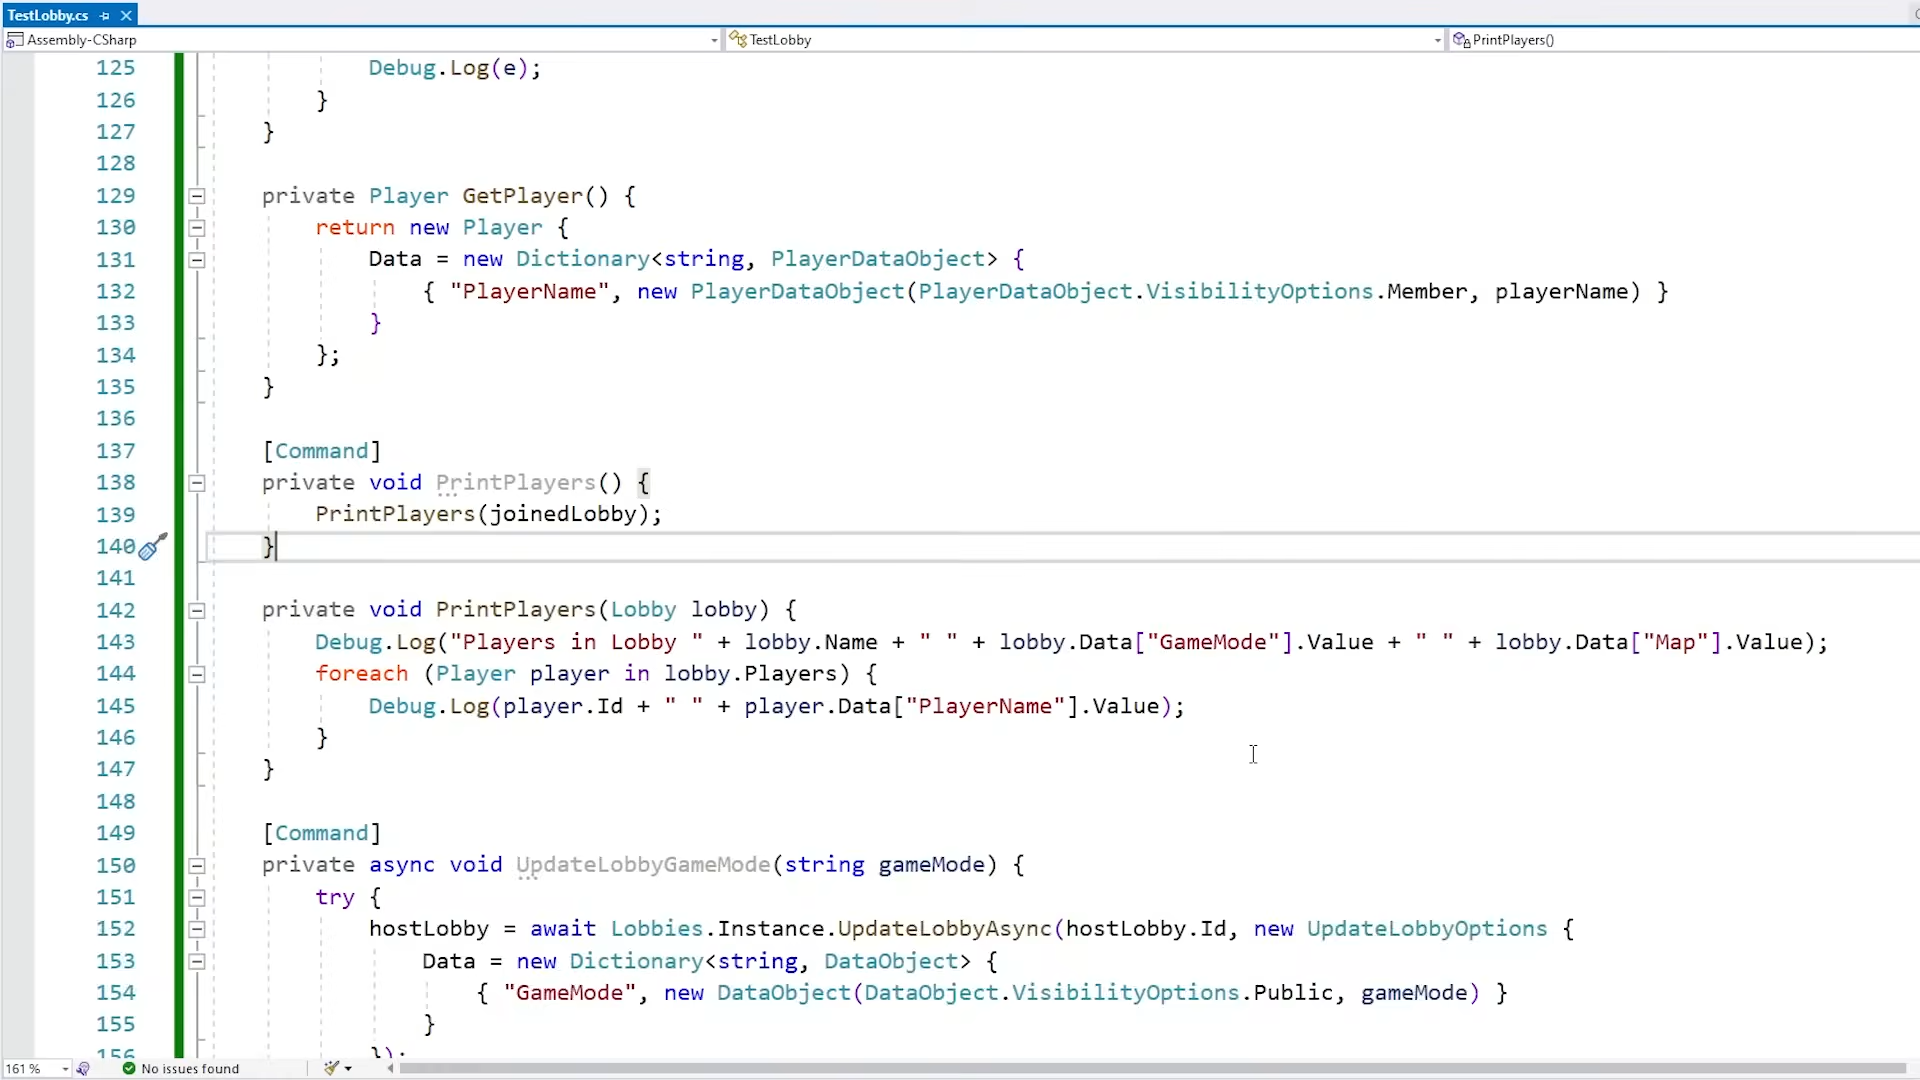 TestLobby.cs
Assembly-CSharp TestLobby PrintPlayers()
125 Debug.Log(e);
126 }
127 }
128
129 private Player GetPlayer() {
130 return new Player {
131 Data = new Dictionary<string, PlayerDataObject> {
132 { "PlayerName", new PlayerDataObject(PlayerDataObject.VisibilityOptions.Member, playerName) }
133 }
134 };
135 }
136
137 [Command]
138 private void PrintPlayers() {
139 PrintPlayers(joinedLobby);
140 }
141
142 private void PrintPlayers(Lobby lobby) {
143 Debug.Log("Players in Lobby " + lobby.Name + " " + lobby.Data["GameMode"].Value + " " + lobby.Data["Map"].Value);
144 foreach (Player player in lobby.Players) {
145 Debug.Log(player.Id + " " + player.Data["PlayerName"].Value);
146 }
147 }
148
149 [Command]
150 private async void UpdateLobbyGameMode(string gameMode) {
151 try {
152 hostLobby = await Lobbies.Instance.UpdateLobbyAsync(hostLobby.Id, new UpdateLobbyOptions {
153 Data = new Dictionary<string, DataObject> {
154 { "GameMode", new DataObject(DataObject.VisibilityOptions.Public, gameMode) }
155 }
156 });
161 % No issues found